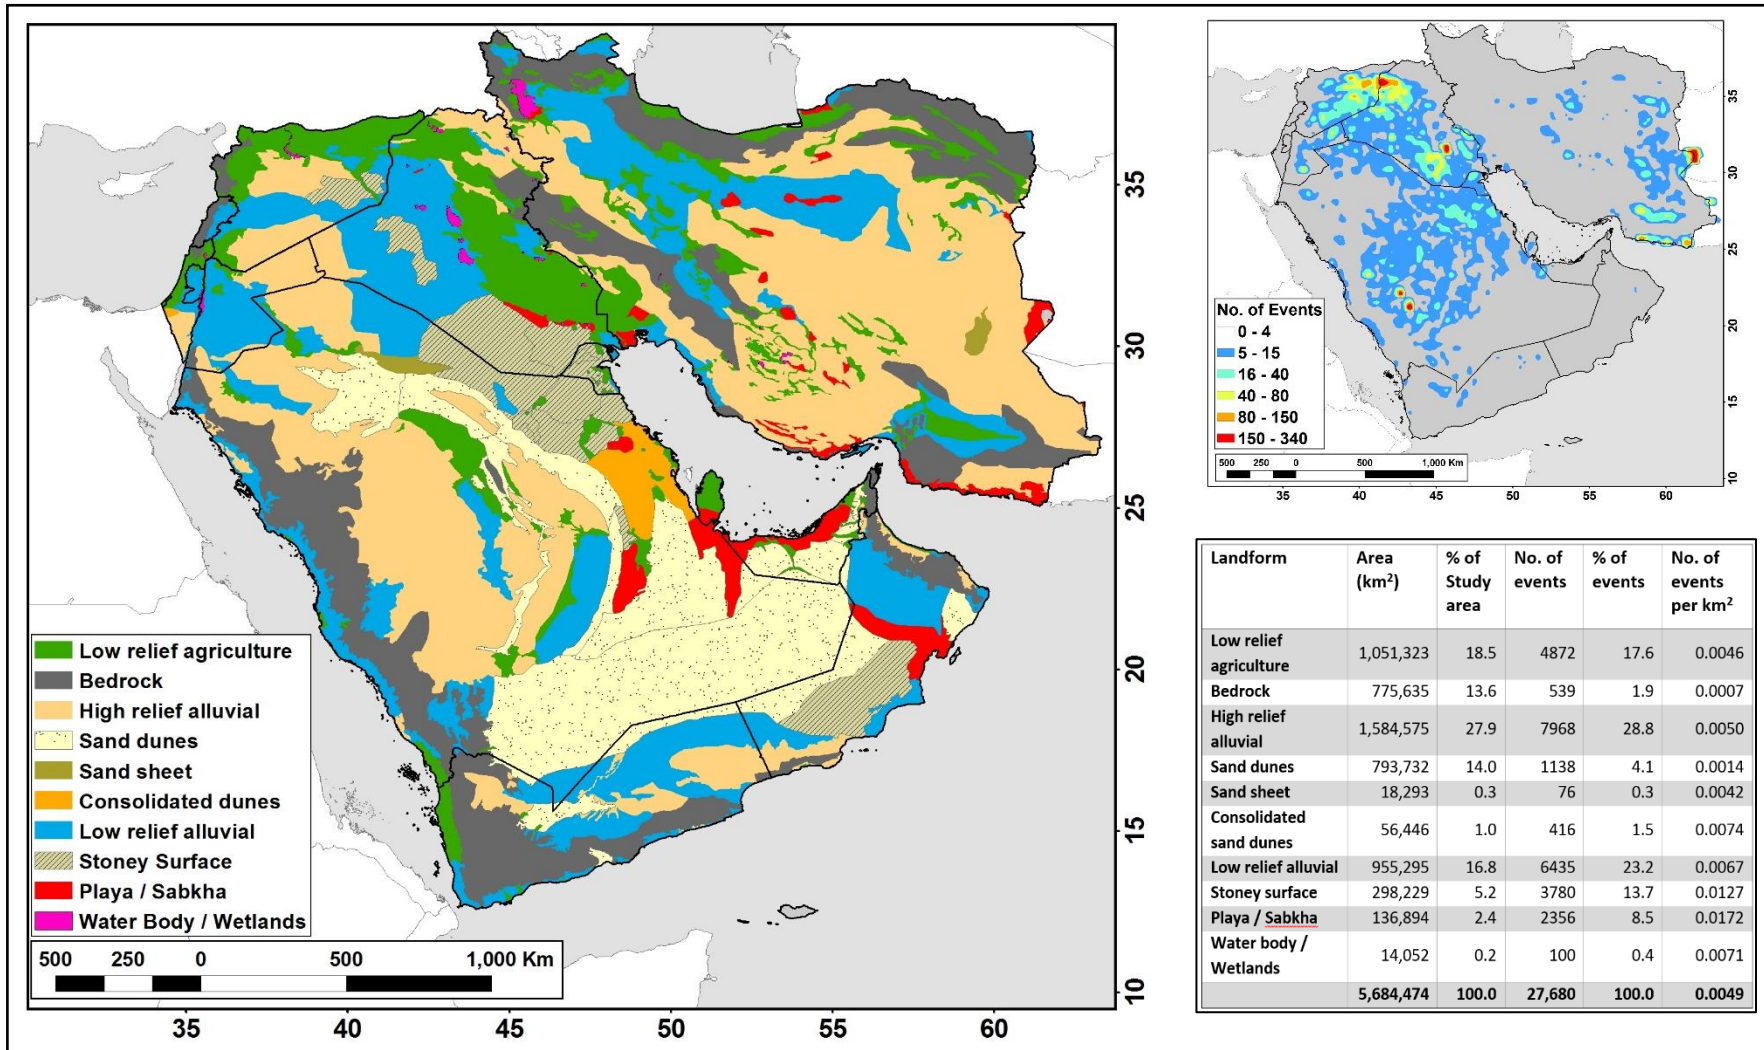 35
30
25
20
15
10
35
40
45
50
55
60
Low relief agriculture
Bedrock
High relief alluvial
Sand dunes
Sand sheet
Consolidated dunes
Low relief alluvial
Stoney Surface
Playa / Sabkha
Water Body / Wetlands
500 250 0 500 1,000 Km
No. of Events
0 - 4
5 - 15
16 - 40
40 - 80
80 - 150
150 - 340
500 250 0 500 1,000 Km
35
30
25
20
15
10
35 40 45 50 55 60
Landform Area (km²) % of Study area No. of events % of events No. of events per km²
Low relief agriculture 1,051,323 18.5 4872 17.6 0.0046
Bedrock 775,635 13.6 539 1.9 0.0007
High relief alluvial 1,584,575 27.9 7968 28.8 0.0050
Sand dunes 793,732 14.0 1138 4.1 0.0014
Sand sheet 18,293 0.3 76 0.3 0.0042
Consolidated sand dunes 56,446 1.0 416 1.5 0.0074
Low relief alluvial 955,295 16.8 6435 23.2 0.0067
Stoney surface 298,229 5.2 3780 13.7 0.0127
Playa / Sabkha 136,894 2.4 2356 8.5 0.0172
Water body / Wetlands 14,052 0.2 100 0.4 0.0071
5,684,474 100.0 27,680 100.0 0.0049